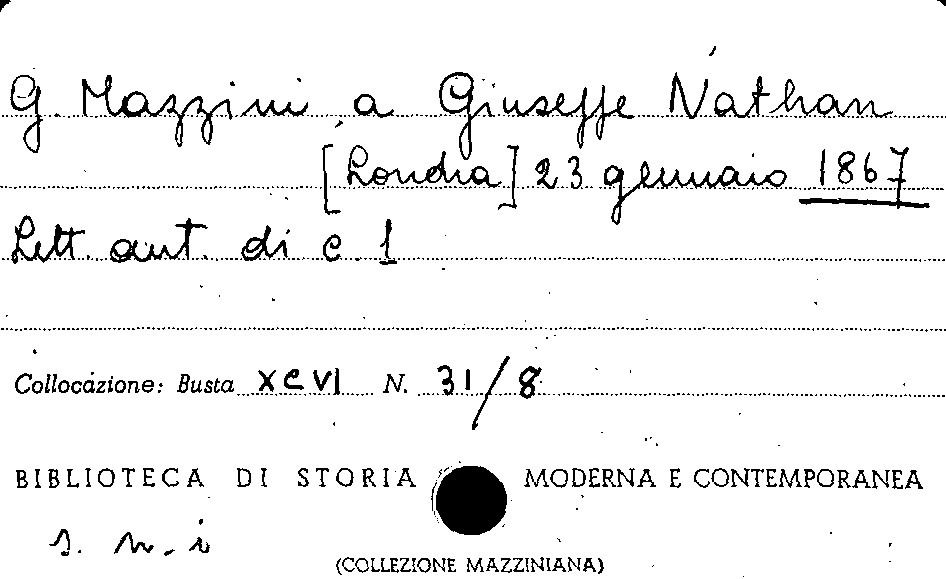 G. Mazzini a Giuseppe Nathan
[Londra] 23 gennaio 1867
Lett. aut. di c. 1
Collocazione: Busta XCVI N. 31/8
BIBLIOTECA DI STORIA MODERNA E CONTEMPORANEA
s. n. i
(COLLEZIONE MAZZINIANA)